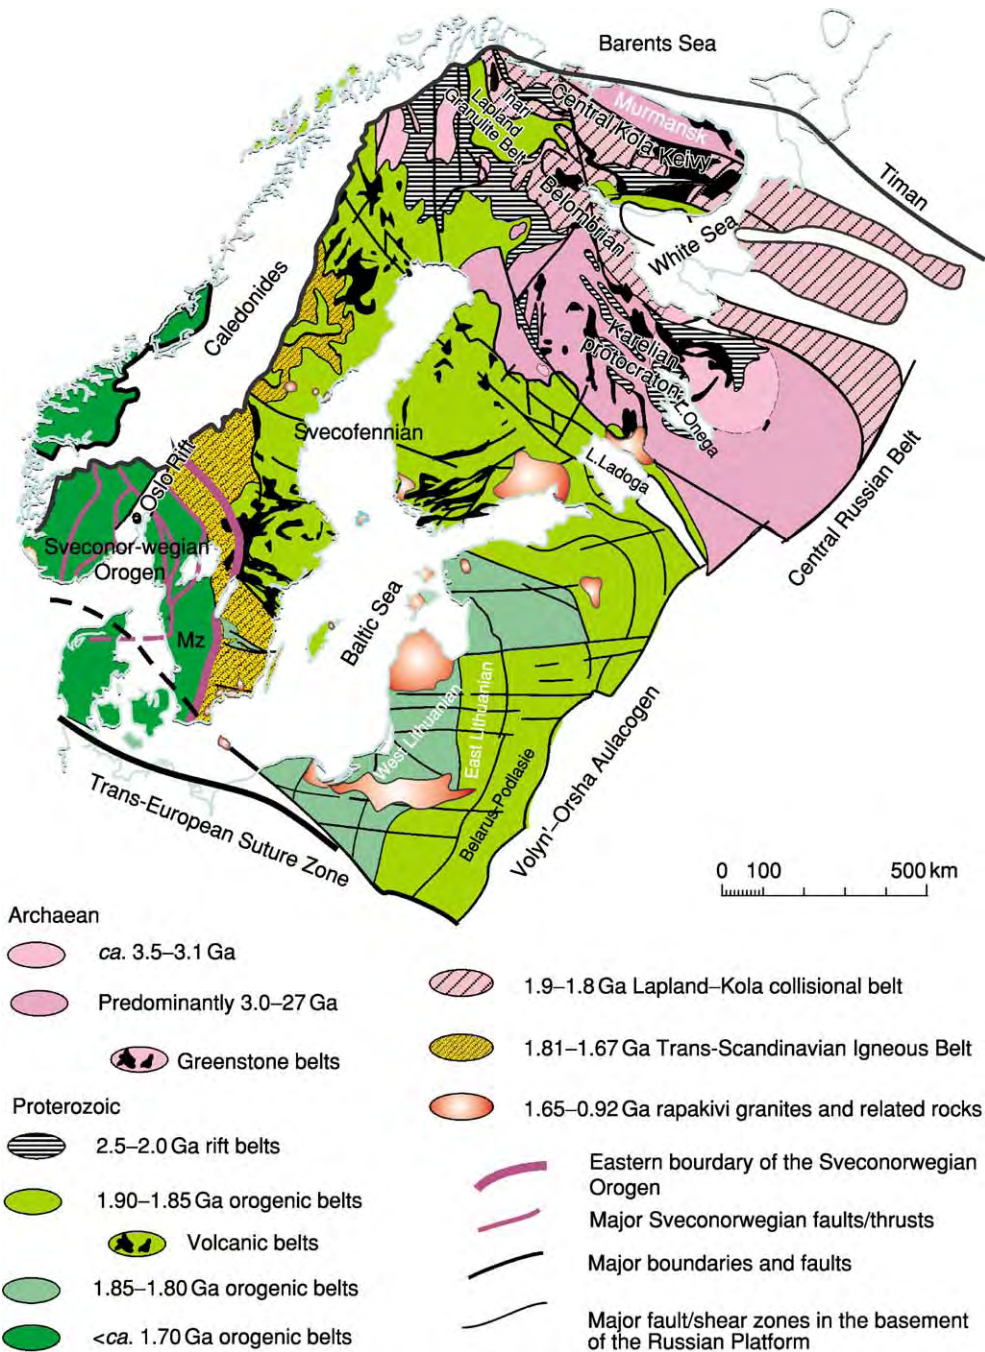 Barents Sea
Murmansk
Inari
Central Kola
Keivy
Lapland
Granulite Belt
Timan
Belombrian
White Sea
Caledonides
Karelian
protocraton
L.Onega
Svecofennian
L.Ladoga
Oslo Rift
Central Russian Belt
Sveconor-wegian
Orogen
Baltic Sea
Mz
West Lithuanian
East Lithuanian
Belarus-Podlasie
Volyn'–Orsha Aulacogen
Trans-European Suture Zone
0 100 500 km
Archaean
ca. 3.5–3.1 Ga
Predominantly 3.0–27 Ga
Greenstone belts
Proterozoic
2.5–2.0 Ga rift belts
1.90–1.85 Ga orogenic belts
Volcanic belts
1.85–1.80 Ga orogenic belts
<ca. 1.70 Ga orogenic belts
1.9–1.8 Ga Lapland–Kola collisional belt
1.81–1.67 Ga Trans-Scandinavian Igneous Belt
1.65–0.92 Ga rapakivi granites and related rocks
Eastern bourdary of the Sveconorwegian
Orogen
Major Sveconorwegian faults/thrusts
Major boundaries and faults
Major fault/shear zones in the basement
of the Russian Platform